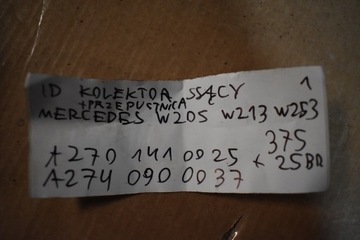 ID KOLEKTOR SSĄCY 1
+PRZEPUSTNICA
MERCEDES W205 W213 W253
375
A270 141 00 25 + 25BR
A274 090 00 37